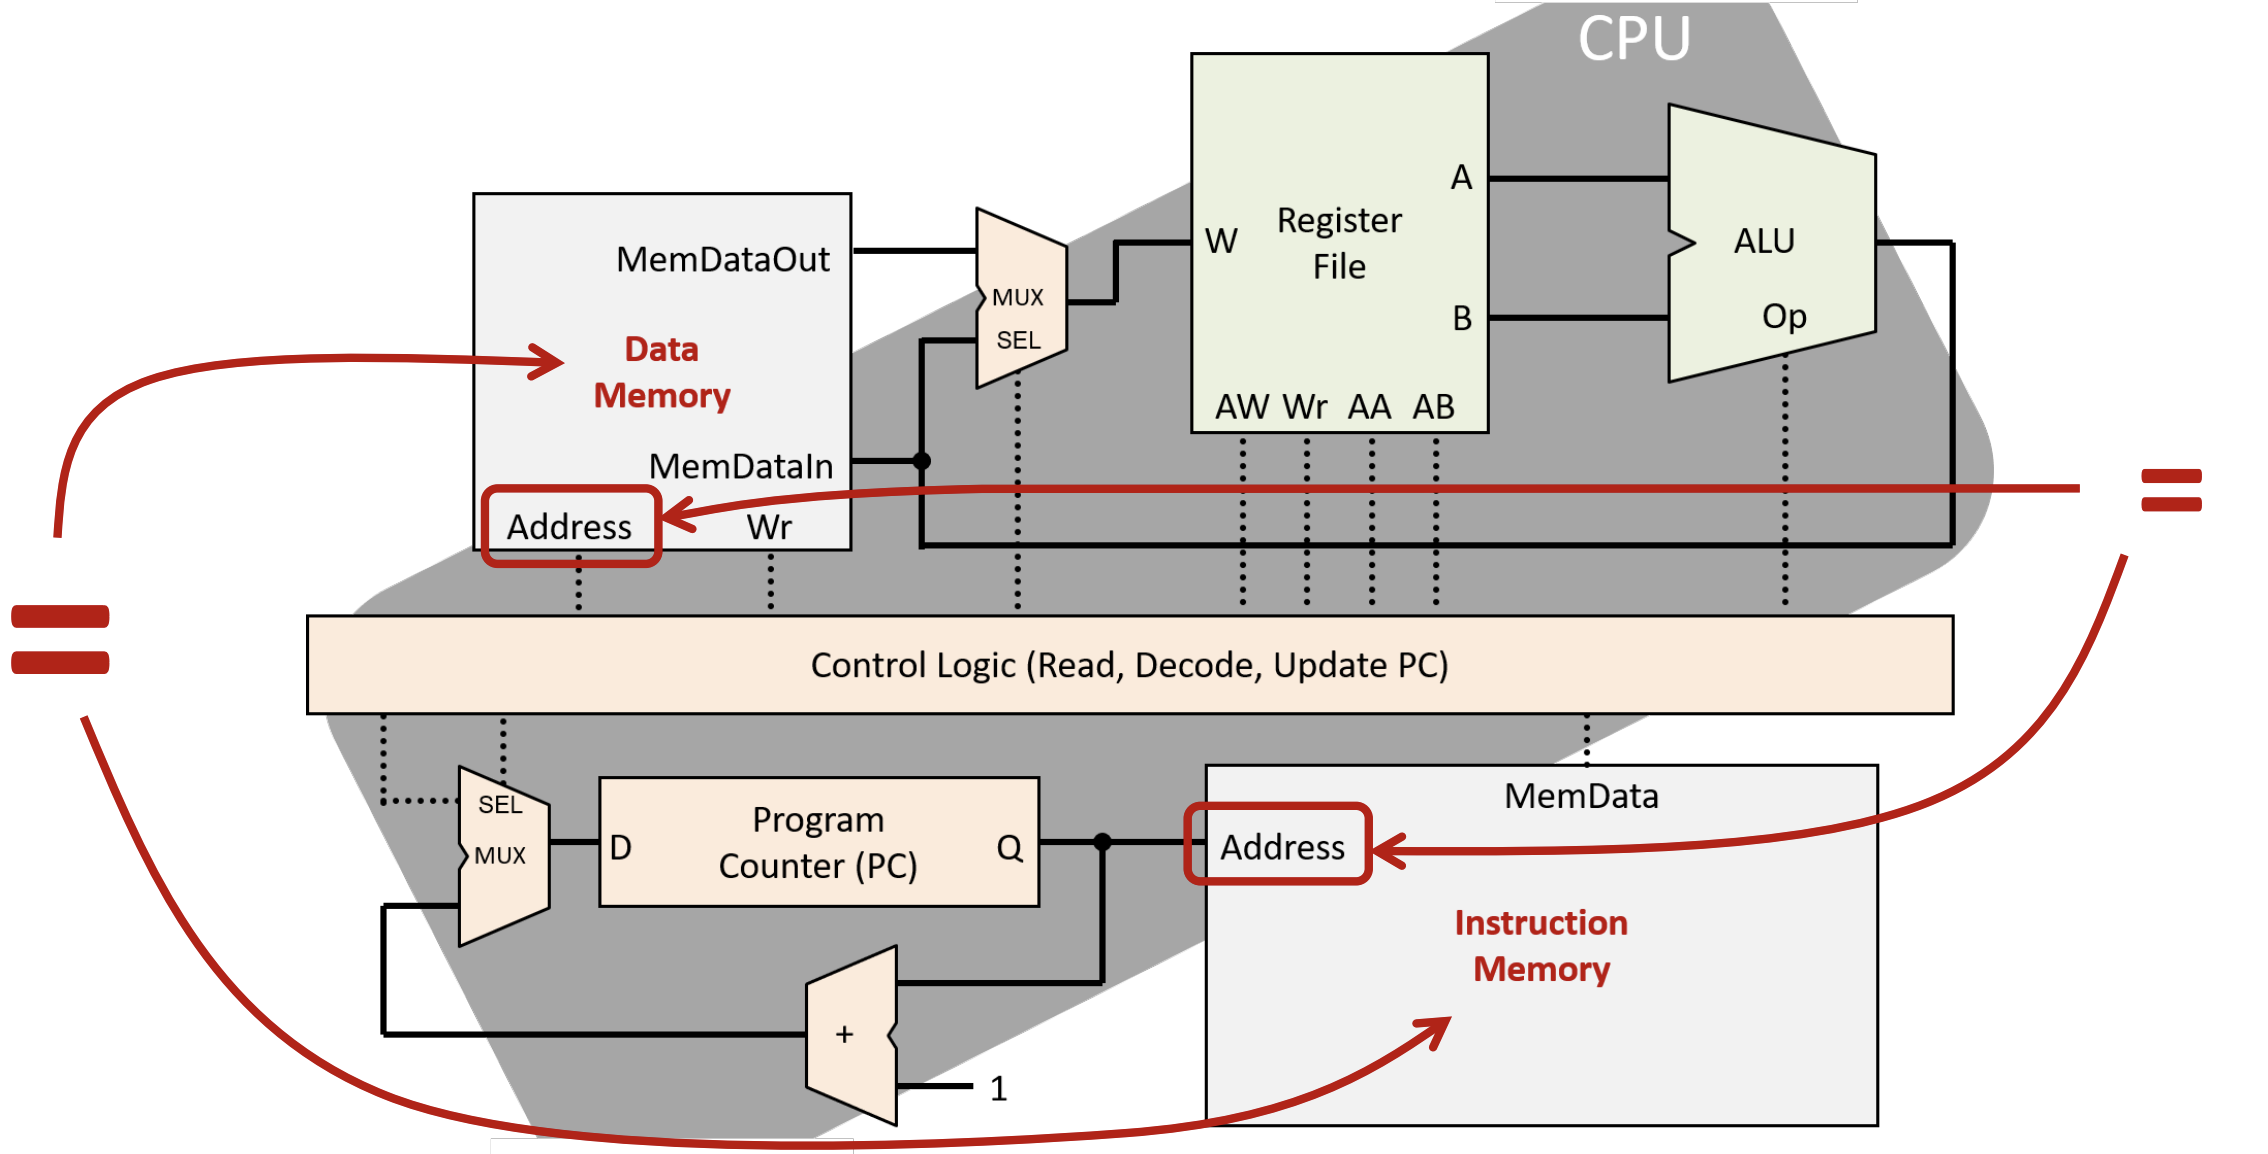 CPU
MemDataOut
MUX
SEL
Data
Memory
MemDataIn
Address
Wr
W
Register
File
A
B
AW Wr AA AB
ALU
Op
=
=
Control Logic (Read, Decode, Update PC)
SEL
MUX
D
Program
Counter (PC)
Q
MemData
Address
Instruction
Memory
+
1